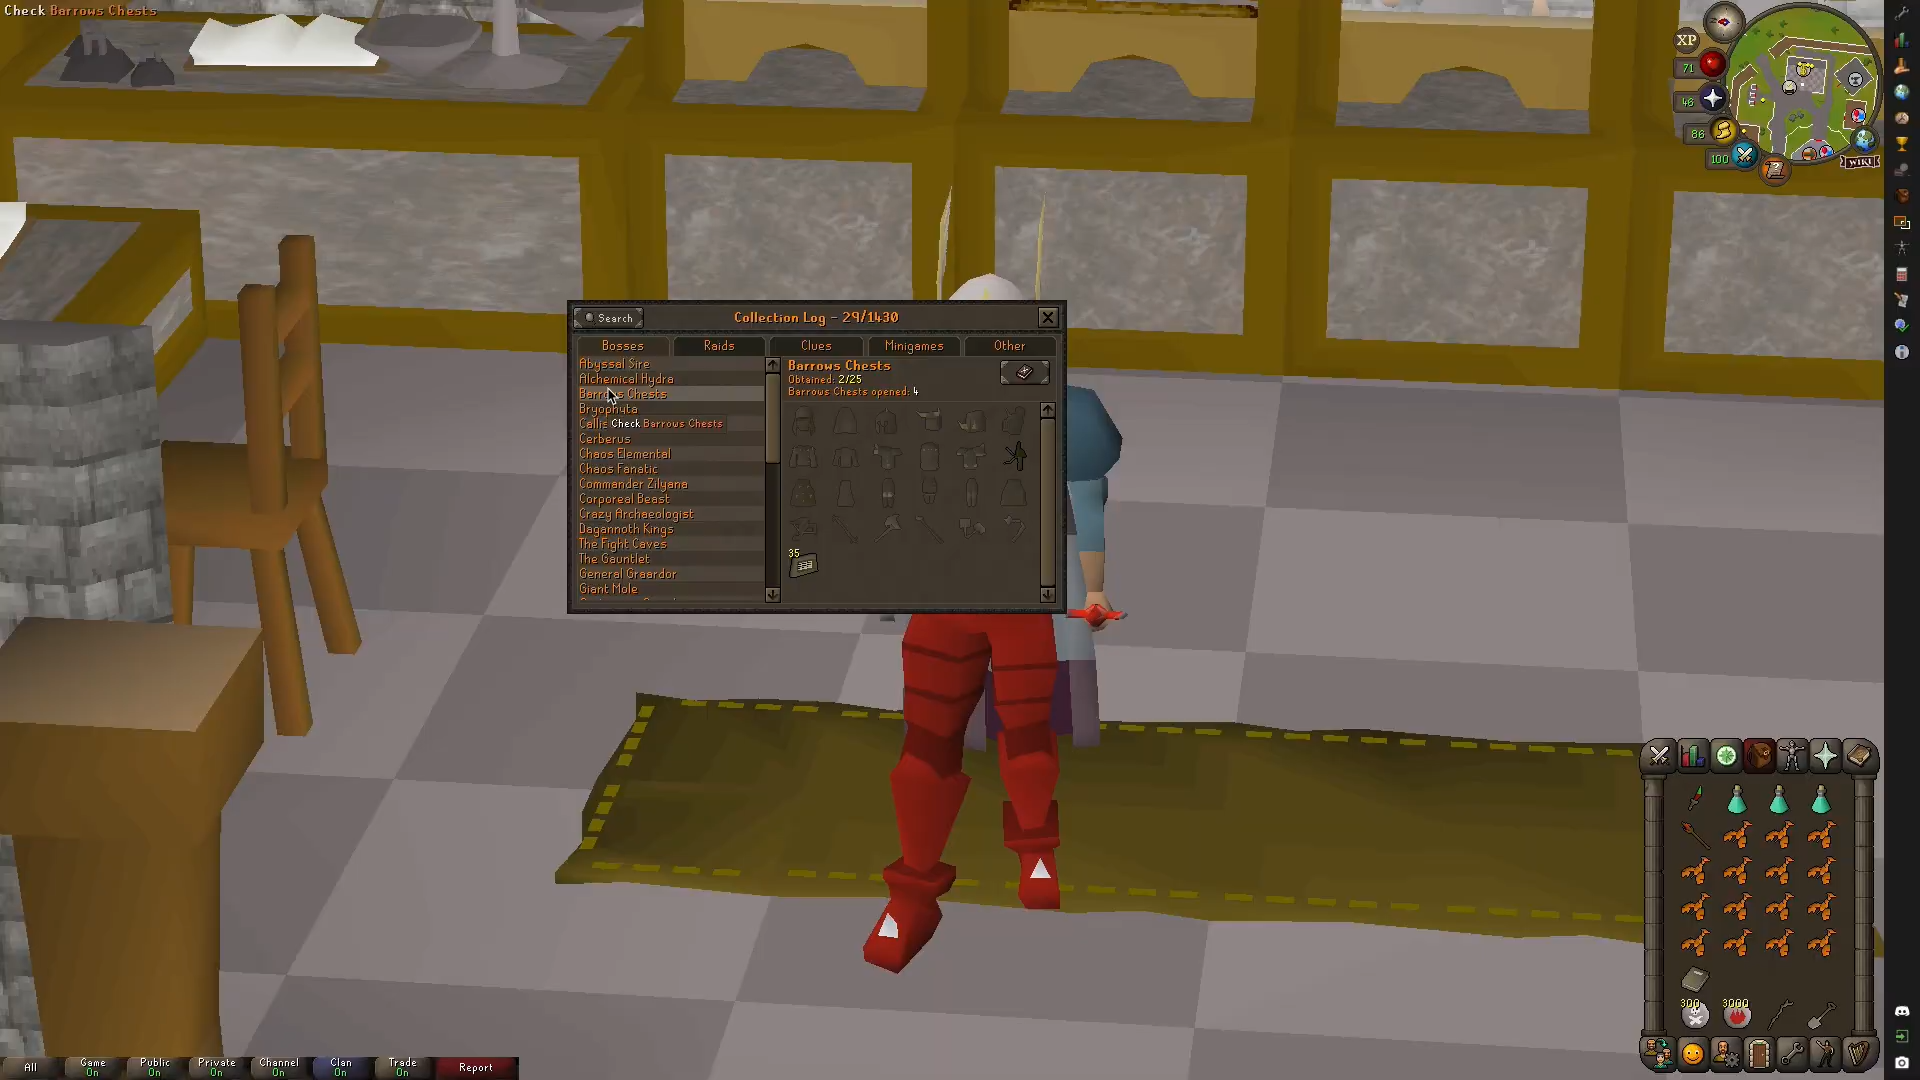 Check Barrows Chests
XP
71
46
86
100
WIKI
Search
Collection Log - 29/1430
Bosses
Raids
Clues
Minigames
Other
Abyssal Sire
Alchemical Hydra
Barrows Chests
Bryophyta
Check Barrows Chests
Cerberus
Chaos Elemental
Chaos Fanatic
Commander Zilyana
Corporeal Beast
Crazy Archaeologist
Dagannoth Kings
The Fight Caves
The Gauntlet
General Graardor
Giant Mole
Barrows Chests
Obtained: 2/25
Barrows Chests opened: 4
35
300
3000
All
Game
On
Public
On
Private
On
Channel
On
Clan
On
Trade
On
Report